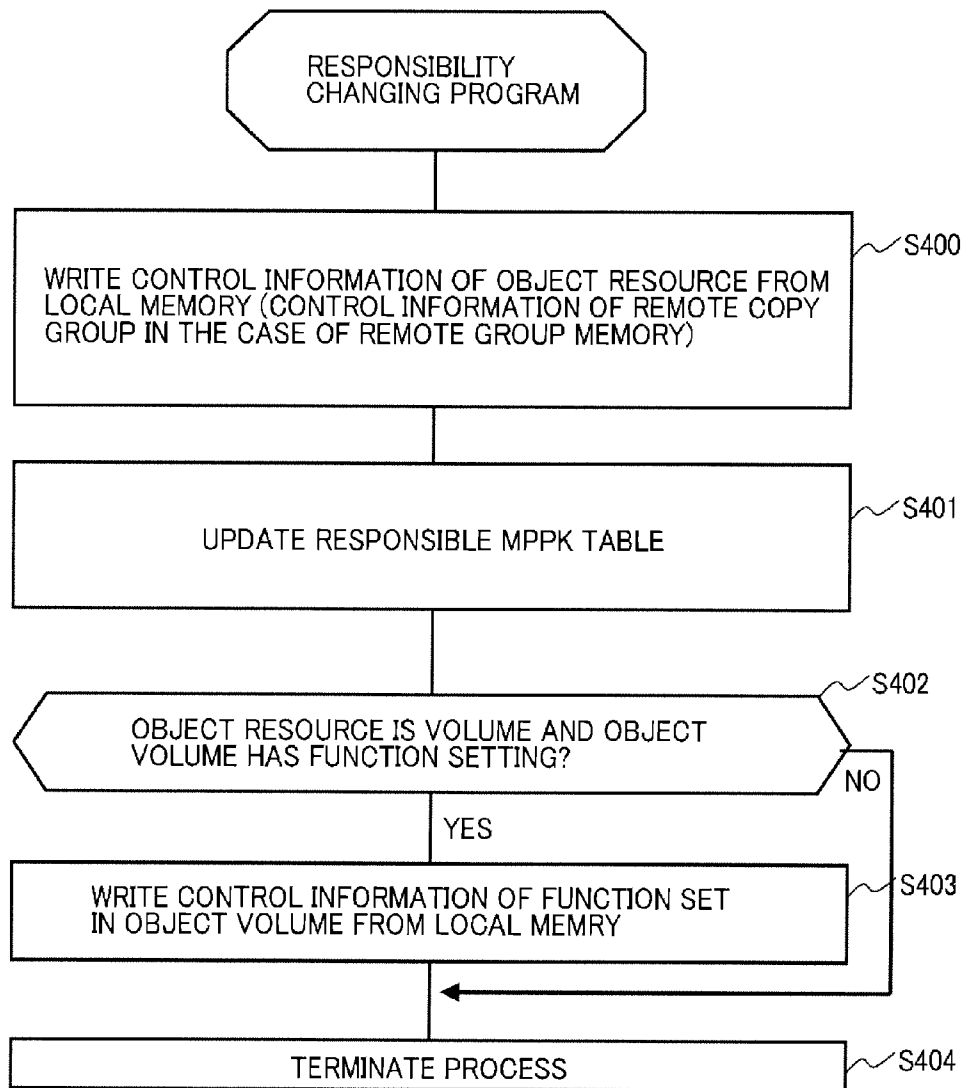 RESPONSIBILITY
CHANGING PROGRAM
S400
WRITE CONTROL INFORMATION OF OBJECT RESOURCE FROM
LOCAL MEMORY (CONTROL INFORMATION OF REMOTE COPY
GROUP IN THE CASE OF REMOTE GROUP MEMORY)
S401
UPDATE RESPONSIBLE MPPK TABLE
S402
OBJECT RESOURCE IS VOLUME AND OBJECT
VOLUME HAS FUNCTION SETTING?
NO
YES
S403
WRITE CONTROL INFORMATION OF FUNCTION SET
IN OBJECT VOLUME FROM LOCAL MEMRY
S404
TERMINATE PROCESS